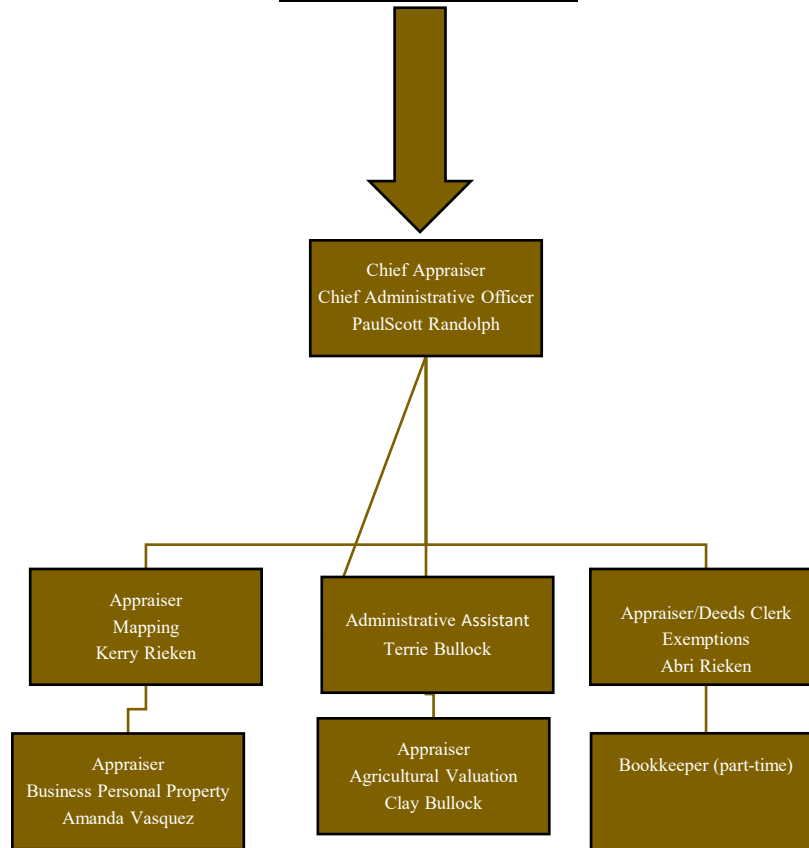 Chief Appraiser
Chief Administrative Officer
PaulScott Randolph
Appraiser
Mapping
Kerry Rieken
Administrative Assistant
Terrie Bullock
Appraiser/Deeds Clerk
Exemptions
Abri Rieken
Appraiser
Business Personal Property
Amanda Vasquez
Appraiser
Agricultural Valuation
Clay Bullock
Bookkeeper (part-time)